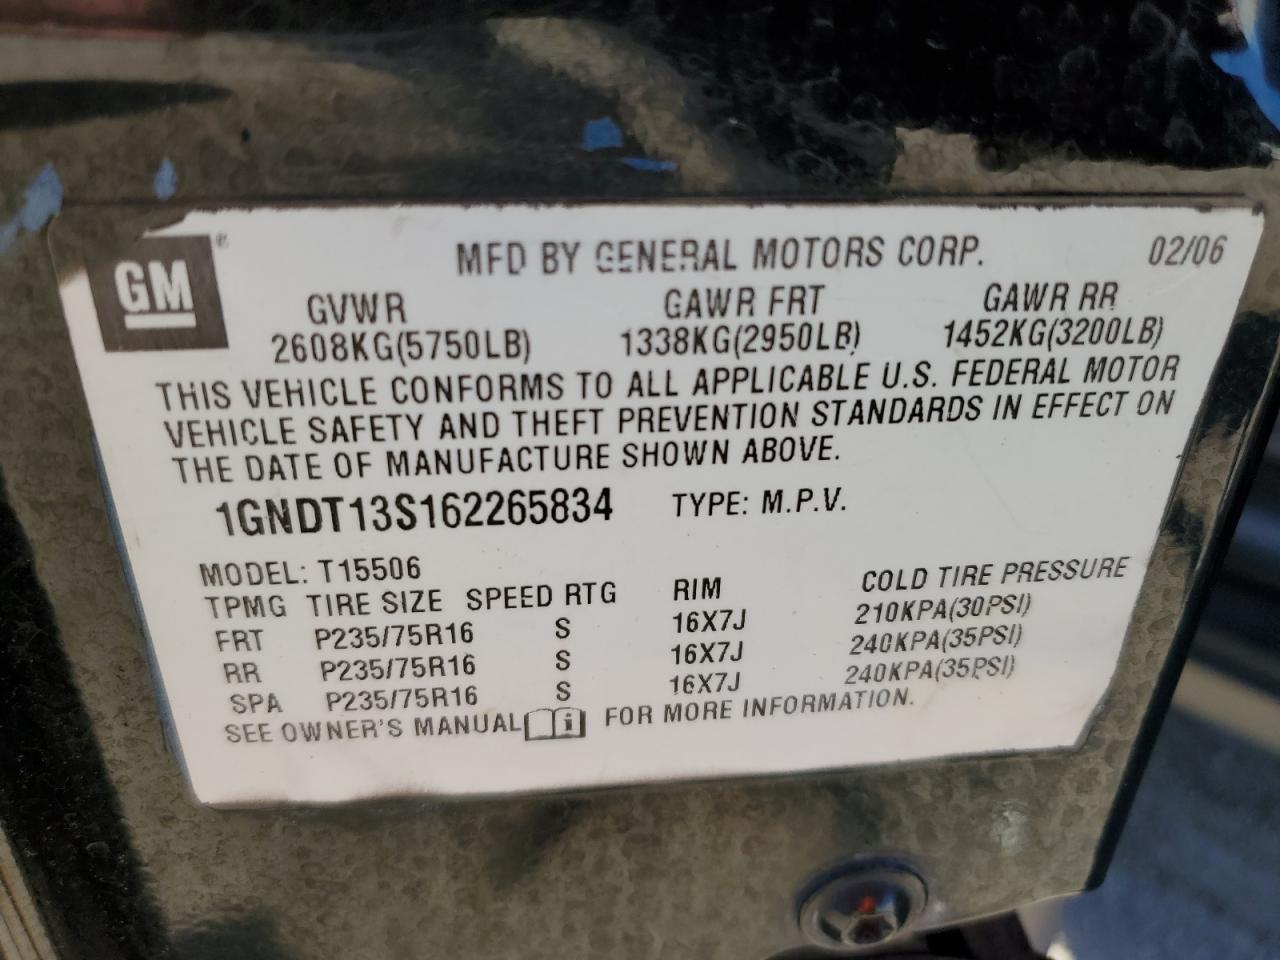 GM ®
MFD BY GENERAL MOTORS CORP. 02/06
GVWR GAWR FRT GAWR RR
2608KG(5750LB) 1338KG(2950LB) 1452KG(3200LB)
THIS VEHICLE CONFORMS TO ALL APPLICABLE U.S. FEDERAL MOTOR
VEHICLE SAFETY AND THEFT PREVENTION STANDARDS IN EFFECT ON
THE DATE OF MANUFACTURE SHOWN ABOVE.
1GNDT13S162265834 TYPE: M.P.V.
MODEL: T15506
TPMG TIRE SIZE SPEED RTG RIM COLD TIRE PRESSURE
FRT P235/75R16 S 16X7J 210KPA(30PSI)
RR P235/75R16 S 16X7J 240KPA(35PSI)
SPA P235/75R16 S 16X7J 240KPA(35PSI)
SEE OWNER'S MANUAL i FOR MORE INFORMATION.